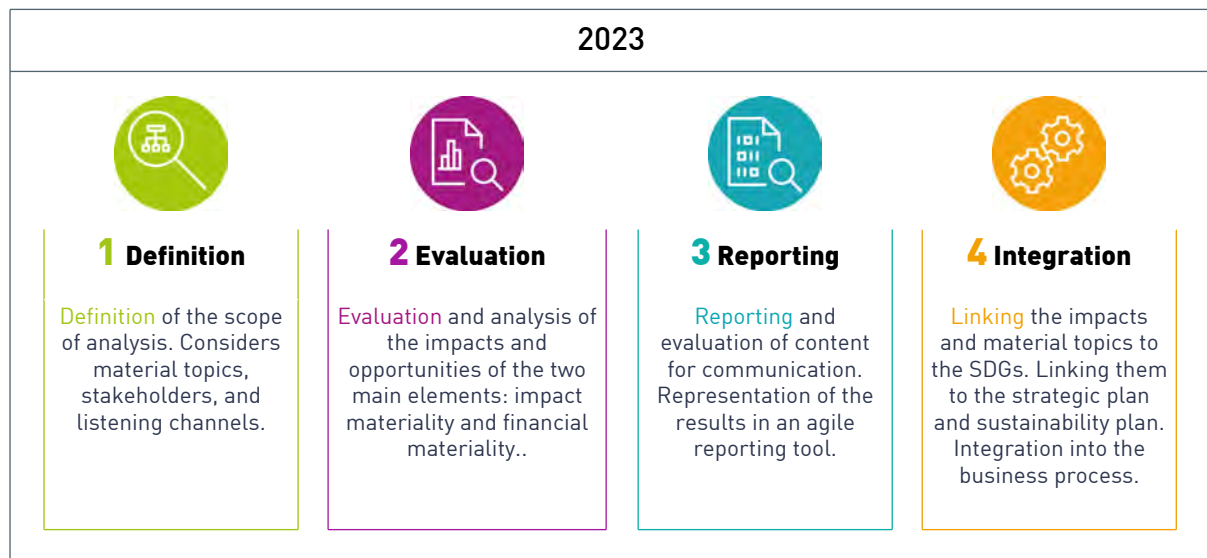 2023
1 Definition
Definition of the scope
of analysis. Considers
material topics,
stakeholders, and
listening channels.
2 Evaluation
Evaluation and analysis of
the impacts and
opportunities of the two
main elements: impact
materiality and financial
materiality..
3 Reporting
Reporting and
evaluation of content
for communication.
Representation of the
results in an agile
reporting tool.
4 Integration
Linking the impacts
and material topics to
the SDGs. Linking them
to the strategic plan
and sustainability plan.
Integration into the
business process.